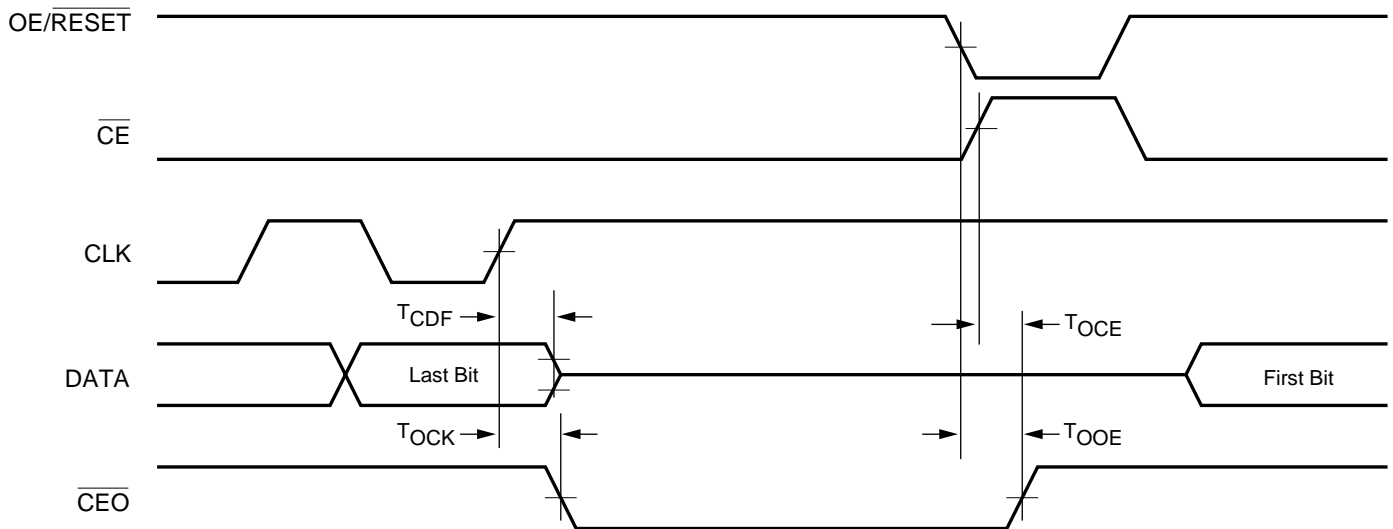 OE/RESET
CE
CLK
TCDF
TOCE
DATA
Last Bit
First Bit
TOCK
TOOE
CEO